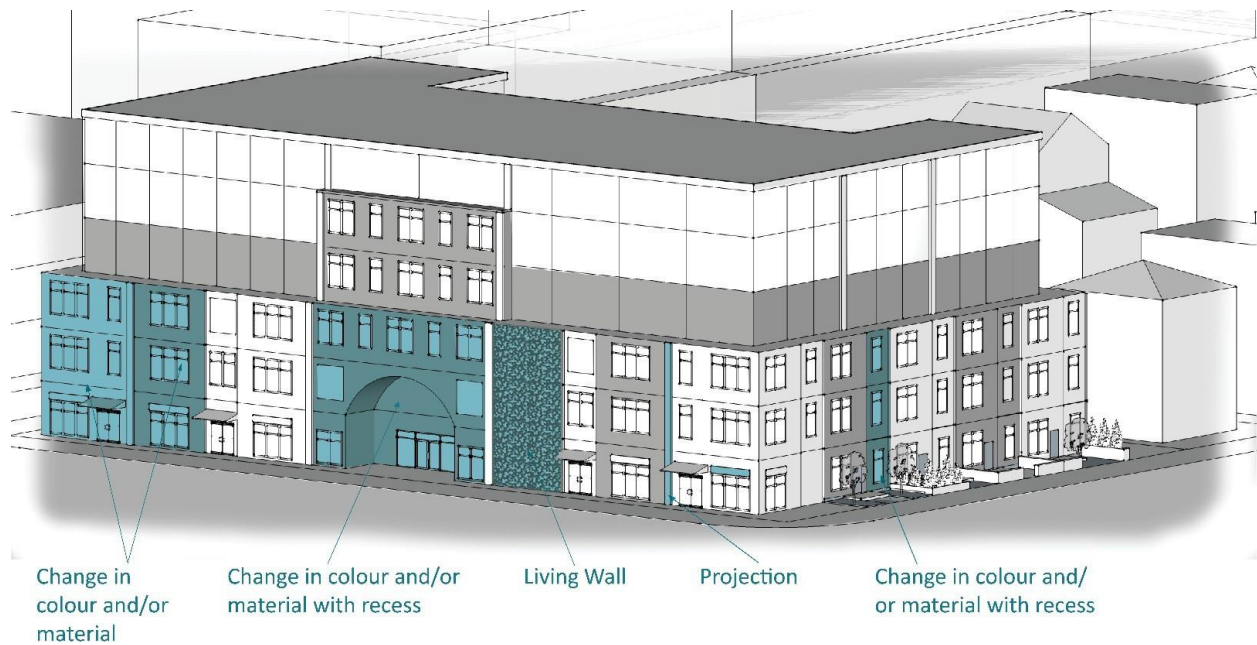 Change in
colour and/or
material
Change in colour and/or
material with recess
Living Wall
Projection
Change in colour and/
or material with recess